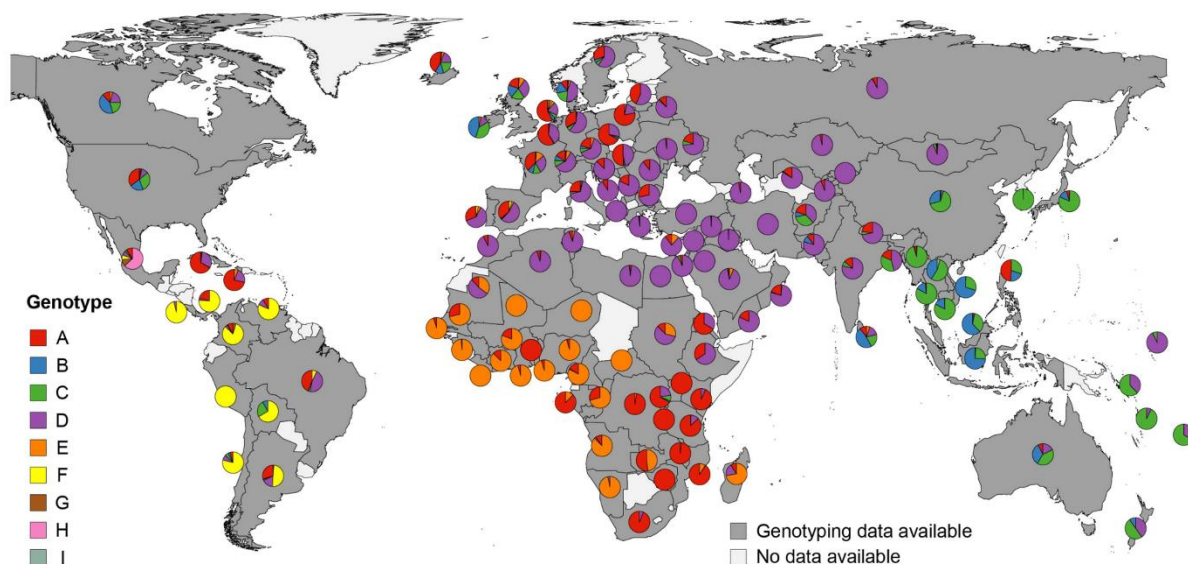 Genotype
A
B
C
D
E
F
G
H
I
Genotyping data available
No data available